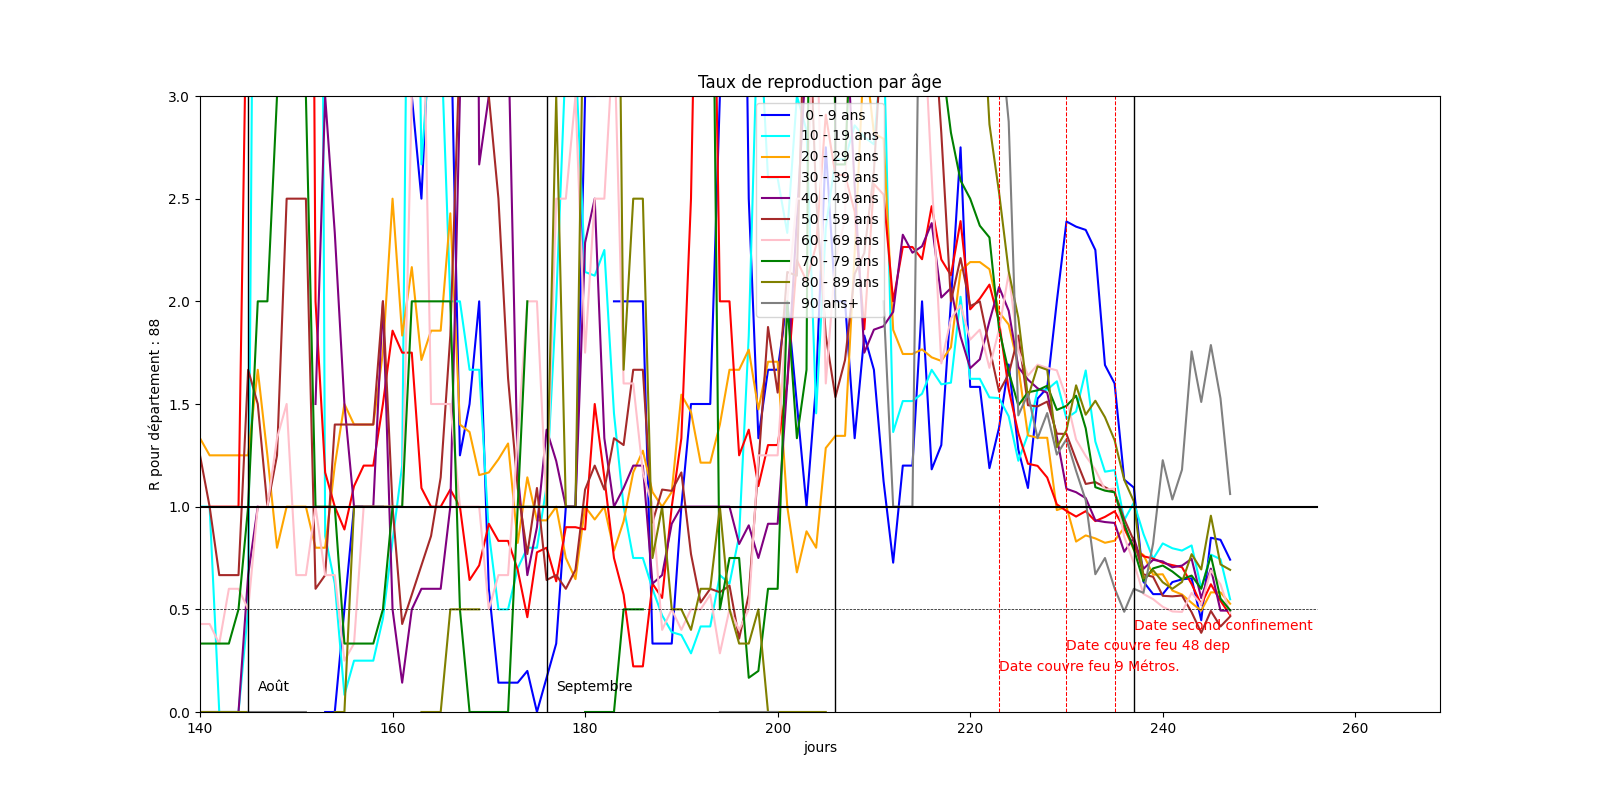 Taux de reproduction par âge
3.0
2.5
2.0
1.5
1.0
0.5
0.0
R pour département : 88
0 - 9 ans
10 - 19 ans
20 - 29 ans
30 - 39 ans
40 - 49 ans
50 - 59 ans
60 - 69 ans
70 - 79 ans
80 - 89 ans
90 ans+
Date second confinement
Date couvre feu 48 dep
Date couvre feu 9 Métros.
Août
Septembre
140
160
180
200
220
240
260
jours